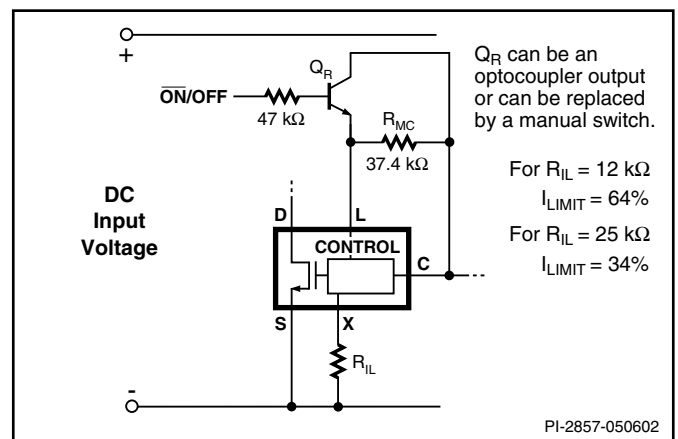 +
Q_R
ON/OFF
47 kΩ
R_MC
37.4 kΩ
Q_R can be an
optocoupler output
or can be replaced
by a manual switch.
For R_IL = 12 kΩ
I_LIMIT = 64%
For R_IL = 25 kΩ
I_LIMIT = 34%
DC
Input
Voltage
D
L
CONTROL
C
S
X
R_IL
-
PI-2857-050602